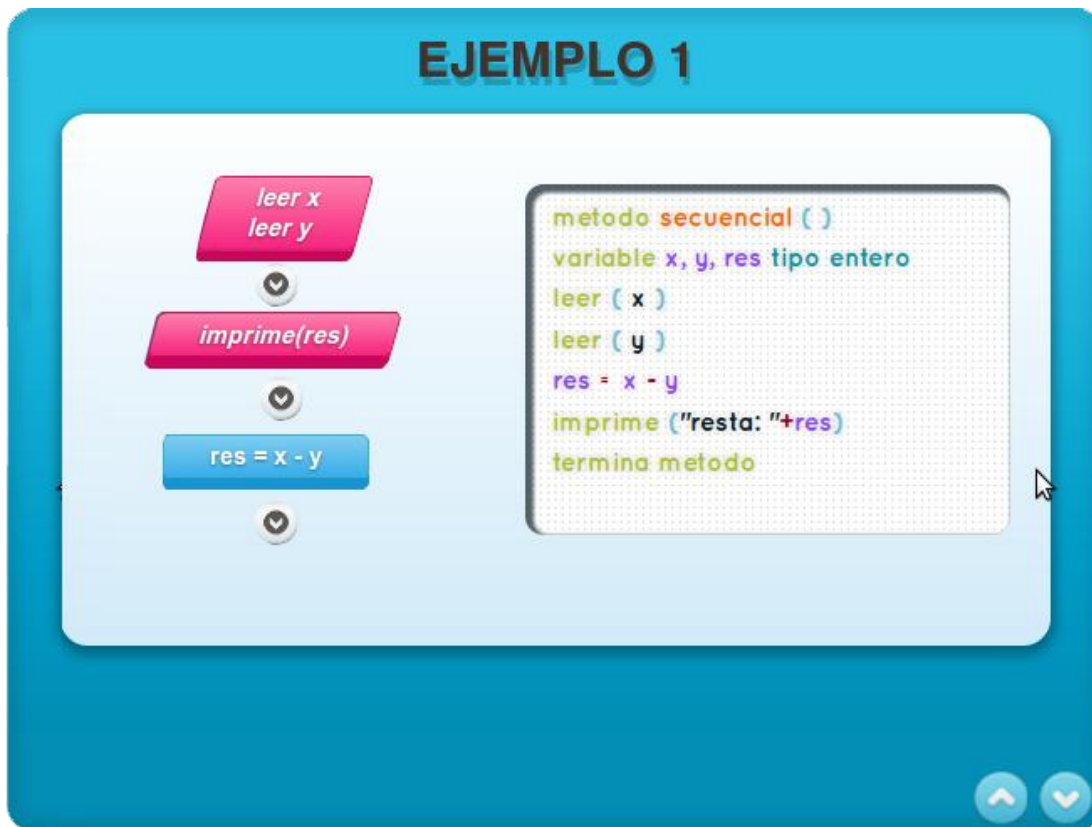 EJEMPLO 1
leer x
leer y
imprime(res)
res = x - y
metodo secuencial ( )
variable x, y, res tipo entero
leer ( x )
leer ( y )
res = x - y
imprime ("resta: "+res)
termina metodo